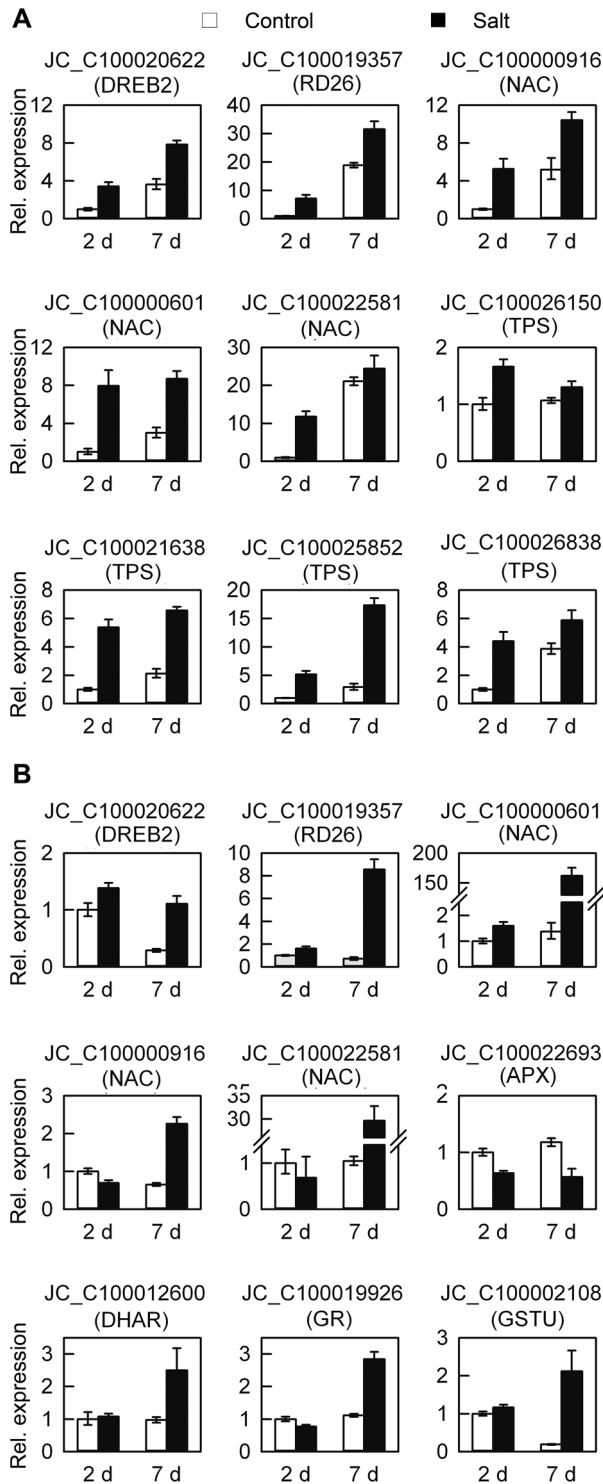 A
Control
Salt
JC_C100020622
(DREB2)
JC_C100019357
(RD26)
JC_C100000916
(NAC)
Rel. expression
12
8
4
0
40
30
20
10
0
12
8
4
0
2 d 7 d
2 d 7 d
2 d 7 d
JC_C100000601
(NAC)
JC_C100022581
(NAC)
JC_C100026150
(TPS)
Rel. expression
12
8
4
0
30
20
10
0
2
1
0
2 d 7 d
2 d 7 d
2 d 7 d
JC_C100021638
(TPS)
JC_C100025852
(TPS)
JC_C100026838
(TPS)
Rel. expression
8
6
4
2
0
20
15
10
5
0
8
6
4
2
0
2 d 7 d
2 d 7 d
2 d 7 d
B
JC_C100020622
(DREB2)
JC_C100019357
(RD26)
JC_C100000601
(NAC)
Rel. expression
2
1
0
10
8
6
4
2
0
200
150
2
1
0
2 d 7 d
2 d 7 d
2 d 7 d
JC_C100000916
(NAC)
JC_C100022581
(NAC)
JC_C100022693
(APX)
Rel. expression
3
2
1
0
35
30
1
0
2
1
0
2 d 7 d
2 d 7 d
2 d 7 d
JC_C100012600
(DHAR)
JC_C100019926
(GR)
JC_C100002108
(GSTU)
Rel. expression
3
2
1
0
3
2
1
0
3
2
1
0
2 d 7 d
2 d 7 d
2 d 7 d